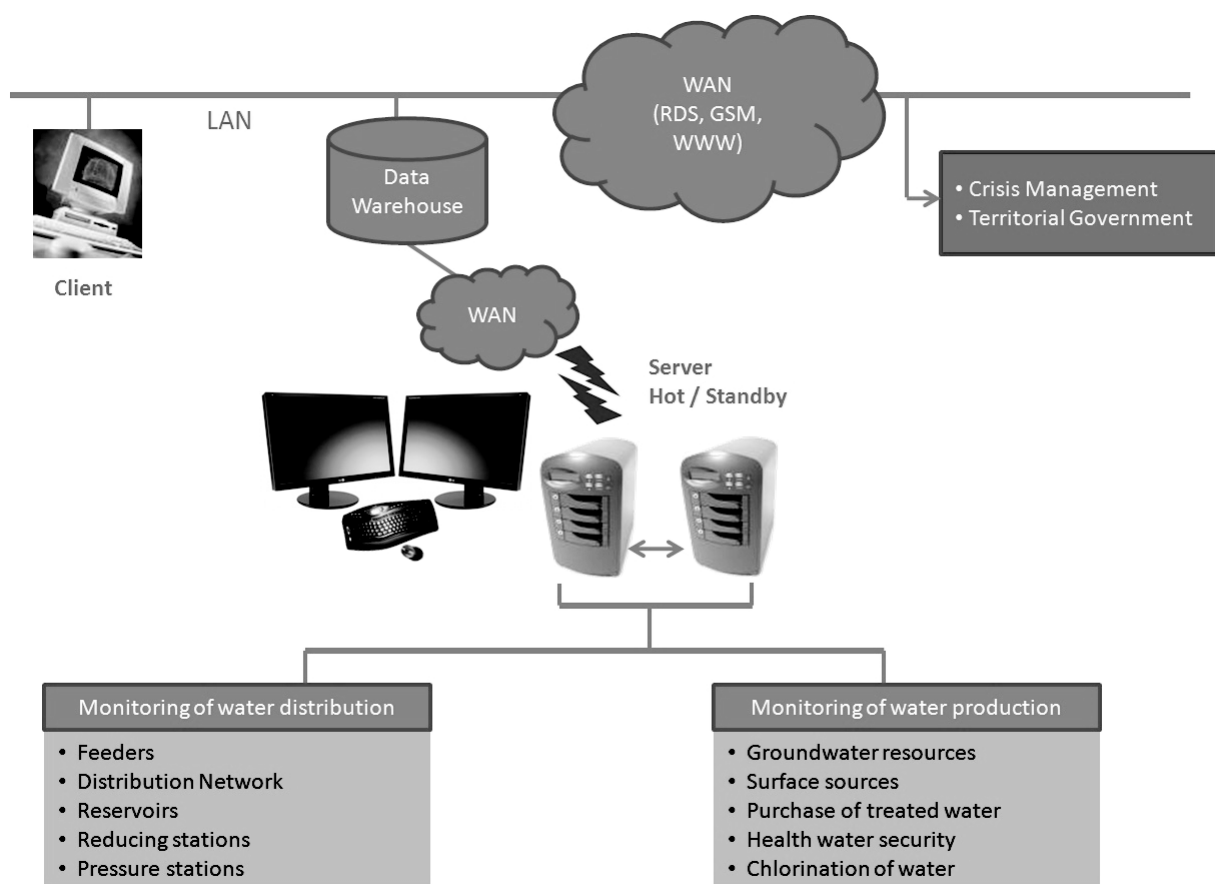 WAN
(RDS, GSM,
WWW)
LAN
Data
Warehouse
• Crisis Management
• Territorial Government
Client
WAN
Server
Hot / Standby
Monitoring of water distribution
• Feeders
• Distribution Network
• Reservoirs
• Reducing stations
• Pressure stations
Monitoring of water production
• Groundwater resources
• Surface sources
• Purchase of treated water
• Health water security
• Chlorination of water